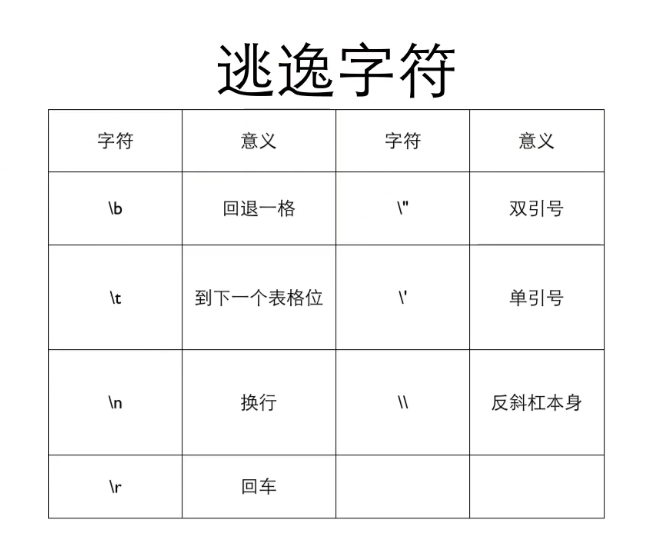 逃逸字符
字符 意义 字符 意义
\b 回退一格 \" 双引号
\t 到下一个表格位 \' 单引号
\n 换行 \\ 反斜杠本身
\r 回车